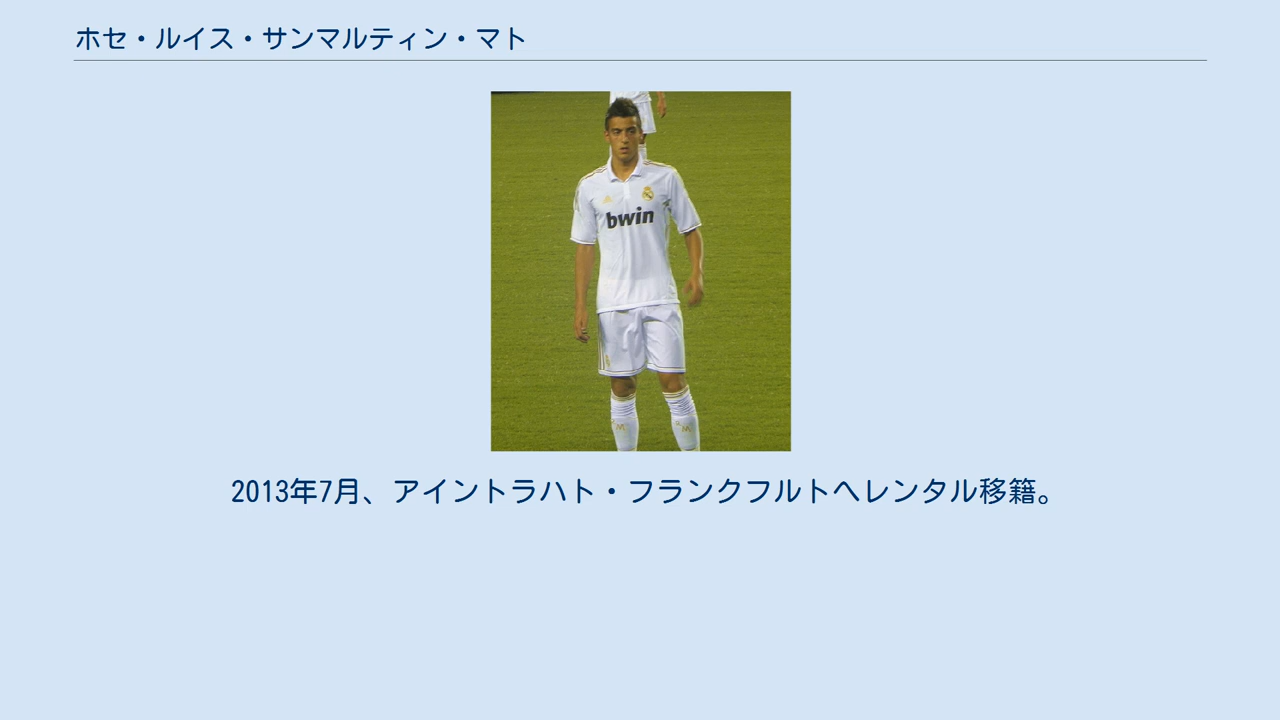 ホセ・ルイス・サンマルティン・マト
bwin
2013年7月、アイントラハト・フランクフルトへレンタル移籍。